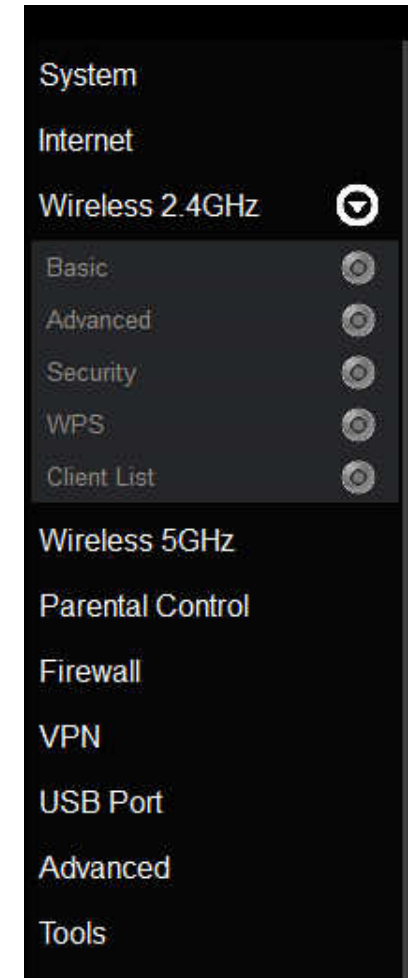 System
Internet
Wireless 2.4GHz
Basic
Advanced
Security
WPS
Client List
Wireless 5GHz
Parental Control
Firewall
VPN
USB Port
Advanced
Tools